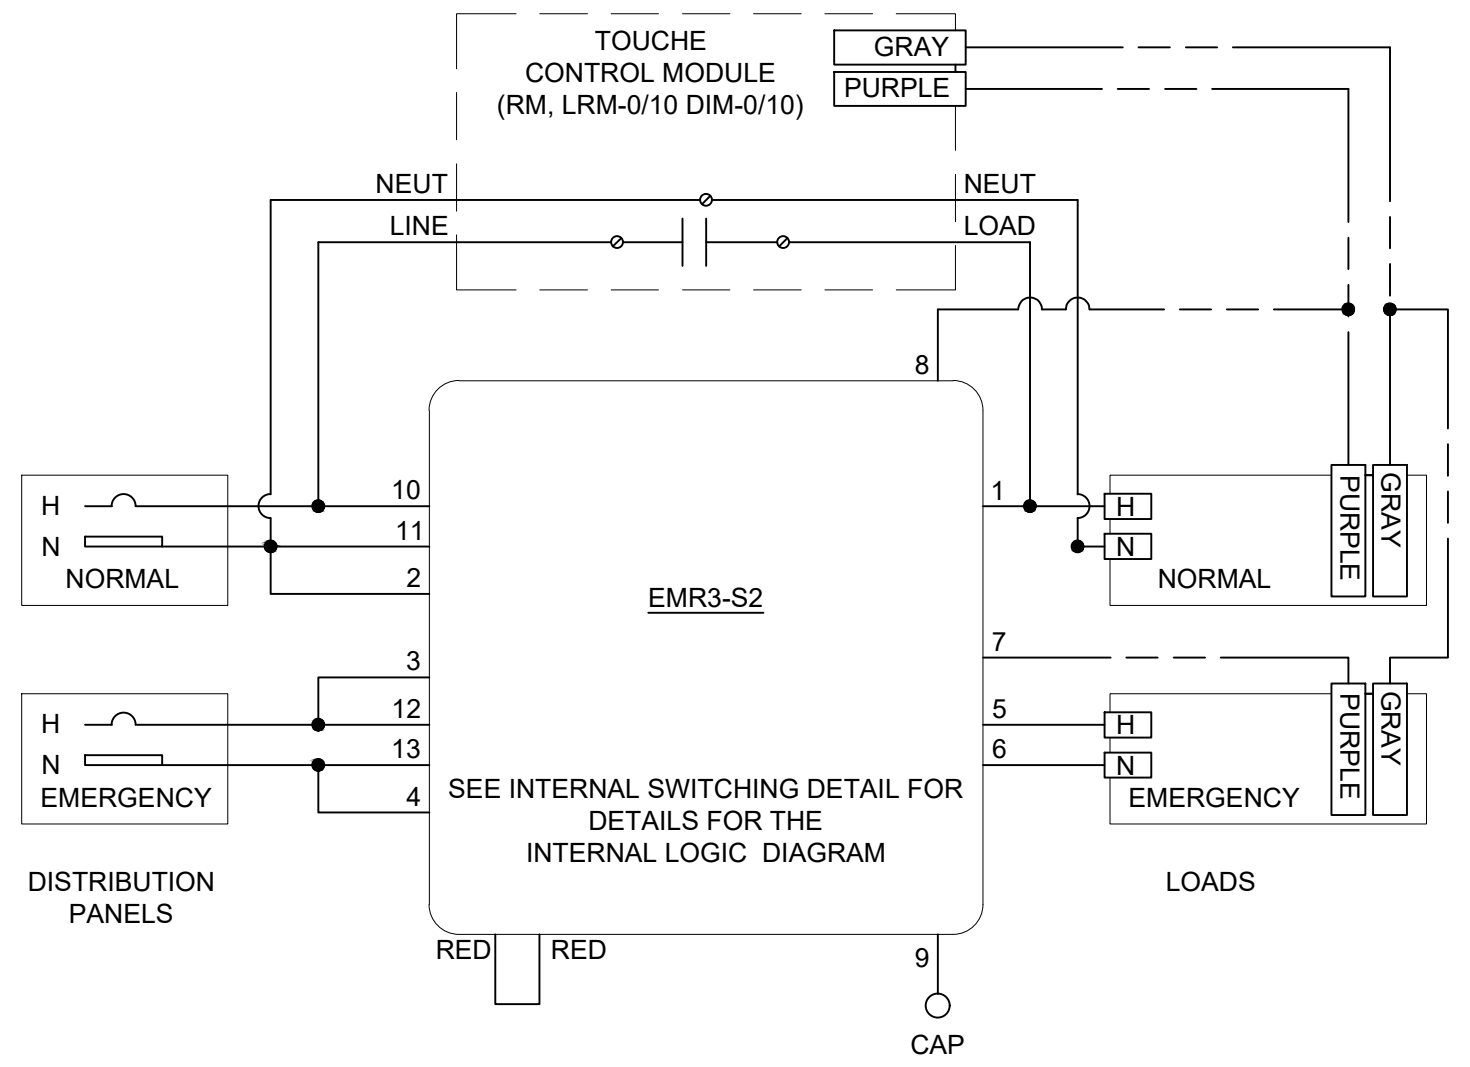 TOUCHE
CONTROL MODULE
(RM, LRM-0/10 DIM-0/10)
GRAY
PURPLE
NEUT
NEUT
LINE
LOAD
8
H
10
1
H
N
11
N
NORMAL
2
NORMAL
PURPLE
GRAY
EMR3-S2
3
7
H
12
5
H
N
13
6
N
EMERGENCY
4
EMERGENCY
PURPLE
GRAY
SEE INTERNAL SWITCHING DETAIL FOR
DETAILS FOR THE
INTERNAL LOGIC DIAGRAM
DISTRIBUTION
PANELS
LOADS
RED
RED
9
CAP